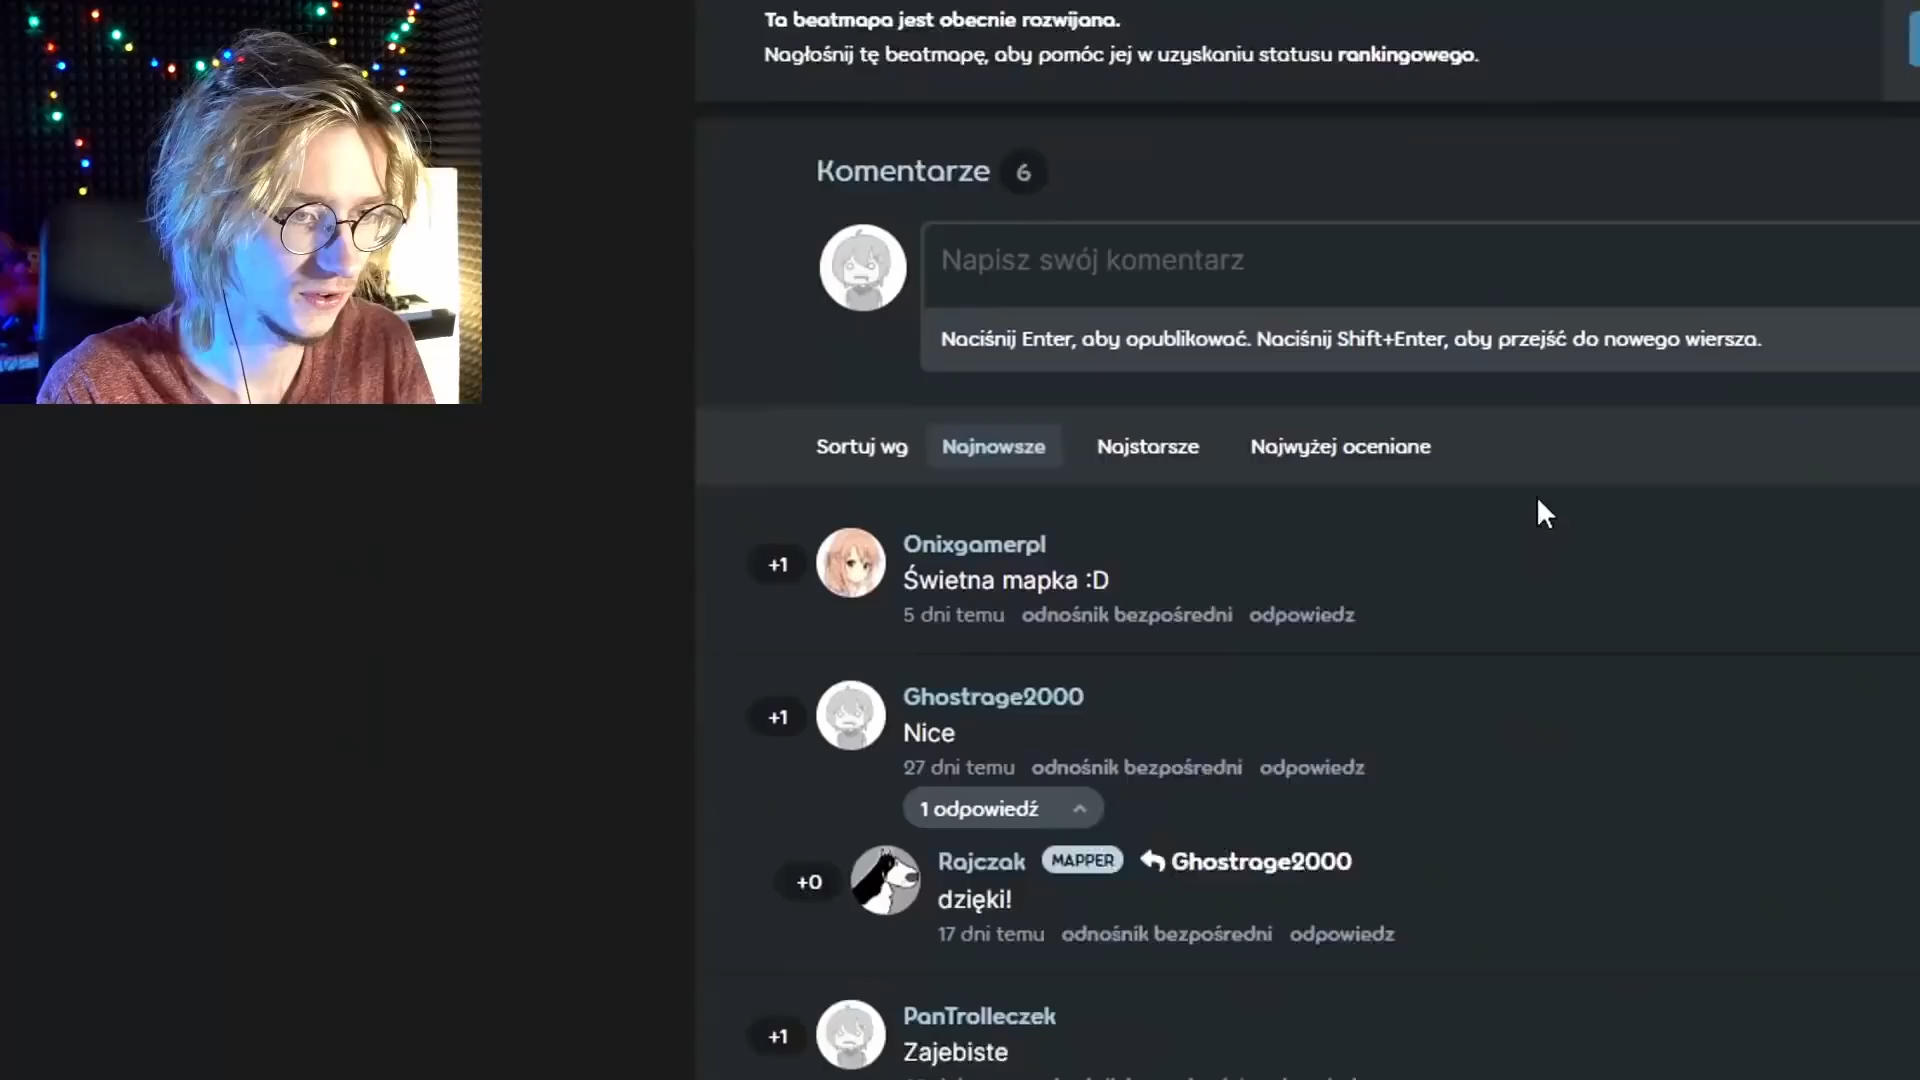 Ta beatmapa jest obecnie rozwijana.
Nagłośnij tę beatmapę, aby pomóc jej w uzyskaniu statusu rankingowego.
Komentarze 6
Napisz swój komentarz
Naciśnij Enter, aby opublikować. Naciśnij Shift+Enter, aby przejść do nowego wiersza.
Sortuj wg Najnowsze Najstarsze Najwyżej oceniane
+1
Onixgamerpl
Świetna mapka :D
5 dni temu odnośnik bezpośredni odpowiedz
+1
Ghostrage2000
Nice
27 dni temu odnośnik bezpośredni odpowiedz
1 odpowiedź
+0
Rajczak MAPPER Ghostrage2000
dzięki!
17 dni temu odnośnik bezpośredni odpowiedz
+1
PanTrolleczek
Zajebiste